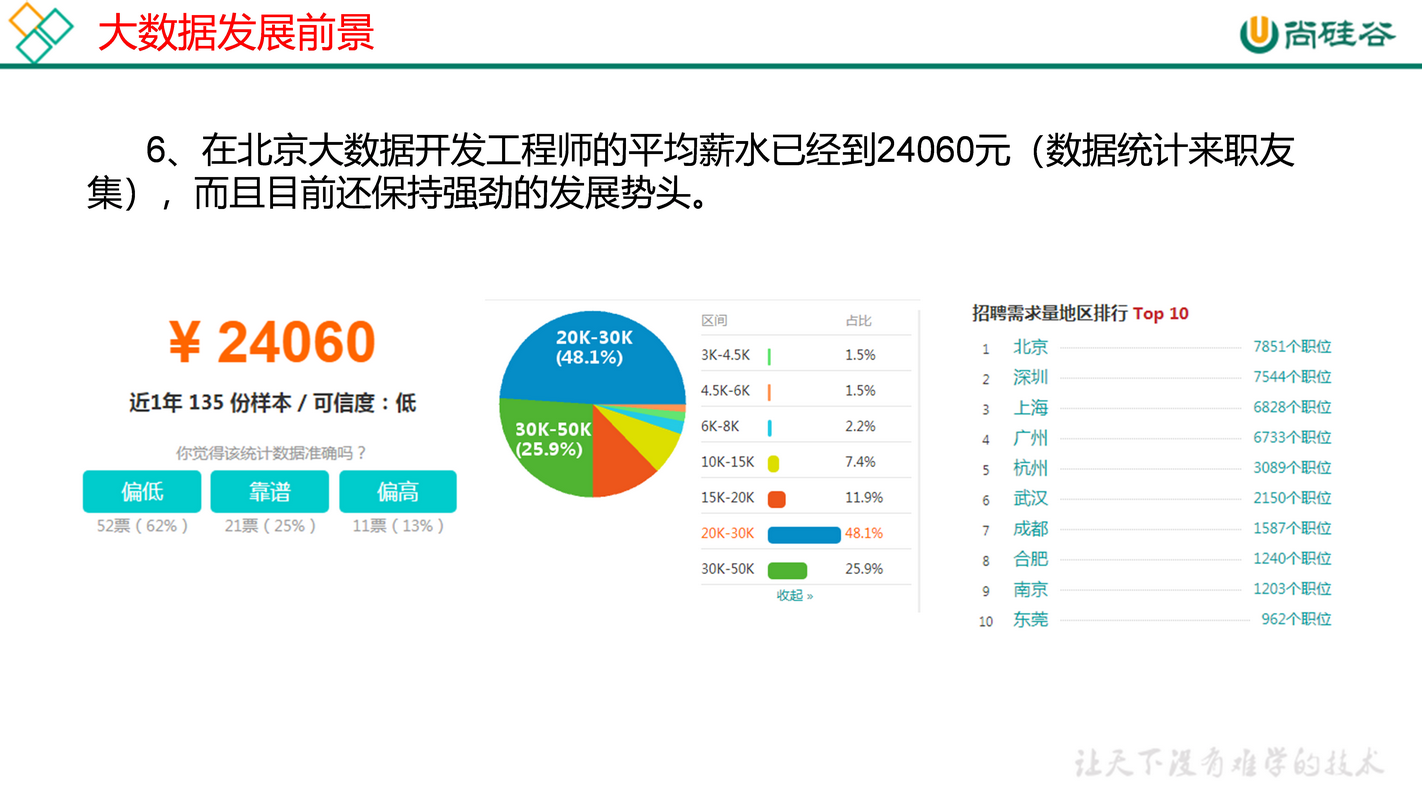 大数据发展前景
尚硅谷
6、在北京大数据开发工程师的平均薪水已经到24060元（数据统计来职友
集），而且目前还保持强劲的发展势头。
¥ 24060
近1年 135 份样本 / 可信度：低
你觉得该统计数据准确吗？
偏低 靠谱 偏高
52票（62%） 21票（25%） 11票（13%）
20K-30K
(48.1%)
30K-50K
(25.9%)
区间 占比
3K-4.5K 1.5%
4.5K-6K 1.5%
6K-8K 2.2%
10K-15K 7.4%
15K-20K 11.9%
20K-30K 48.1%
30K-50K 25.9%
收起 »
招聘需求量地区排行 Top 10
1 北京 7851个职位
2 深圳 7544个职位
3 上海 6828个职位
4 广州 6733个职位
5 杭州 3089个职位
6 武汉 2150个职位
7 成都 1587个职位
8 合肥 1240个职位
9 南京 1203个职位
10 东莞 962个职位
让天下没有难学的技术